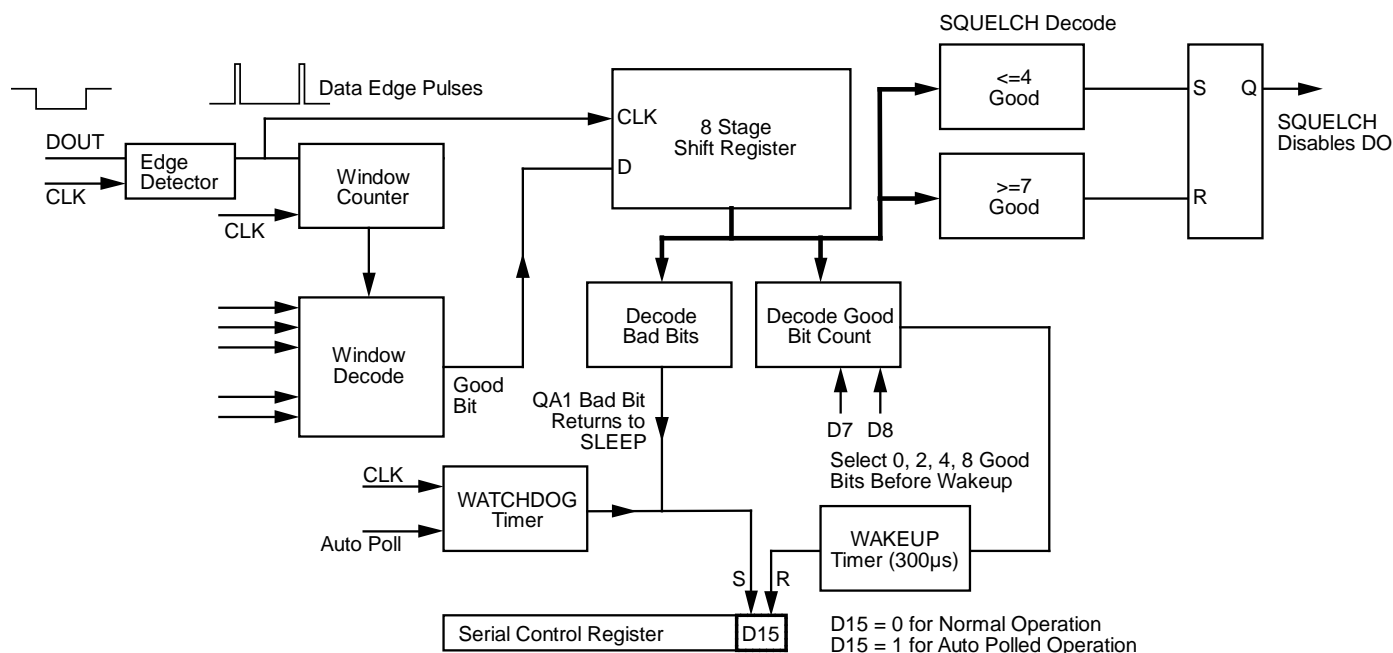 SQUELCH Decode
<=4
Good
S
Q
SQUELCH
Disables DO
>=7
Good
R
Data Edge Pulses
CLK
D
8 Stage
Shift Register
DOUT
CLK
Edge
Detector
Window
Counter
CLK
Window
Decode
Good
Bit
Decode
Bad Bits
Decode Good
Bit Count
QA1 Bad Bit
Returns to
SLEEP
D7
D8
Select 0, 2, 4, 8 Good
Bits Before Wakeup
CLK
Auto Poll
WATCHDOG
Timer
WAKEUP
Timer (300µs)
S
R
Serial Control Register
D15
D15 = 0 for Normal Operation
D15 = 1 for Auto Polled Operation